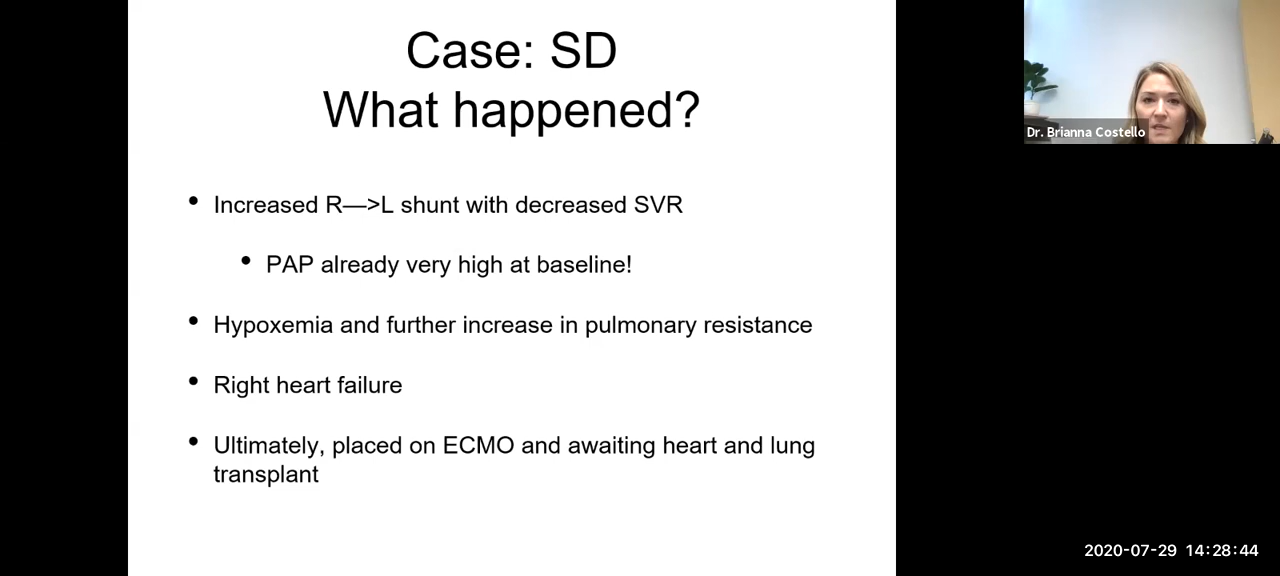 Case: SD
What happened?
• Increased R—>L shunt with decreased SVR
• PAP already very high at baseline!
• Hypoxemia and further increase in pulmonary resistance
• Right heart failure
• Ultimately, placed on ECMO and awaiting heart and lung
transplant
Dr. Brianna Costello
2020-07-29 14:28:44